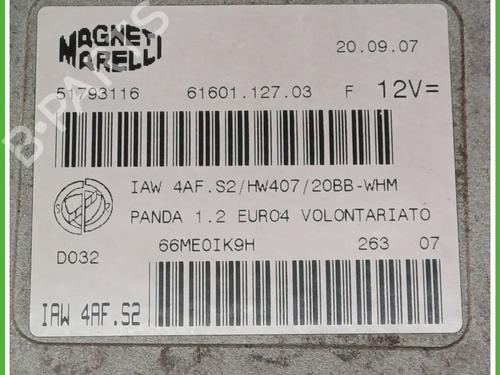 MAGNETI
MARELLI
20.09.07
51793116 61601.127.03 F 12V=
IAW 4AF.S2/HW407/20BB-WHM
PANDA 1.2 EURO4 VOLONTARIATO
D032 66ME0IK9H 263 07
IAW 4AF.S2
B-PARTS